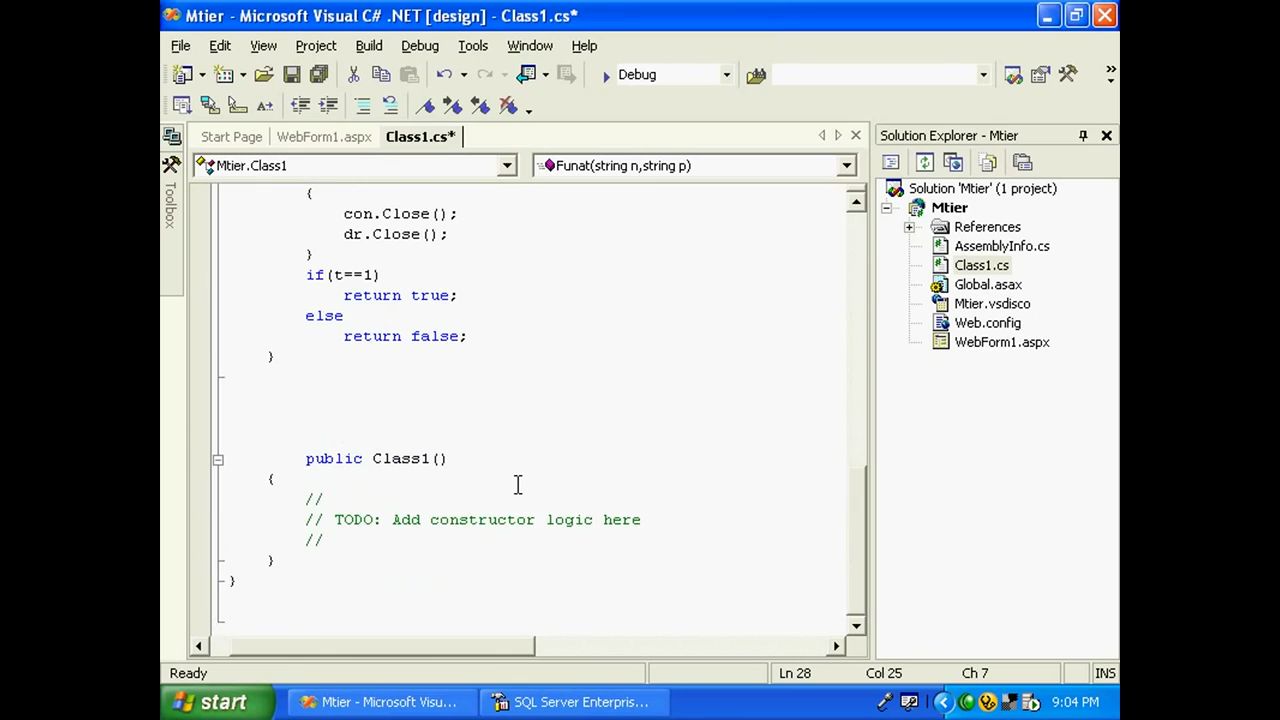 Mtier - Microsoft Visual C# .NET [design] - Class1.cs*
File Edit View Project Build Debug Tools Window Help
Debug
Start Page WebForm1.aspx Class1.cs*
Mtier.Class1 Funat(string n,string p)
Toolbox
{
con.Close();
dr.Close();
}
if(t==1)
return true;
else
return false;
}
public Class1()
{
//
// TODO: Add constructor logic here
//
}
}
Solution Explorer - Mtier
Solution 'Mtier' (1 project)
Mtier
References
AssemblyInfo.cs
Class1.cs
Global.asax
Mtier.vsdisco
Web.config
WebForm1.aspx
Ready Ln 28 Col 25 Ch 7 INS
start Mtier - Microsoft Visu... SQL Server Enterpris... 9:04 PM